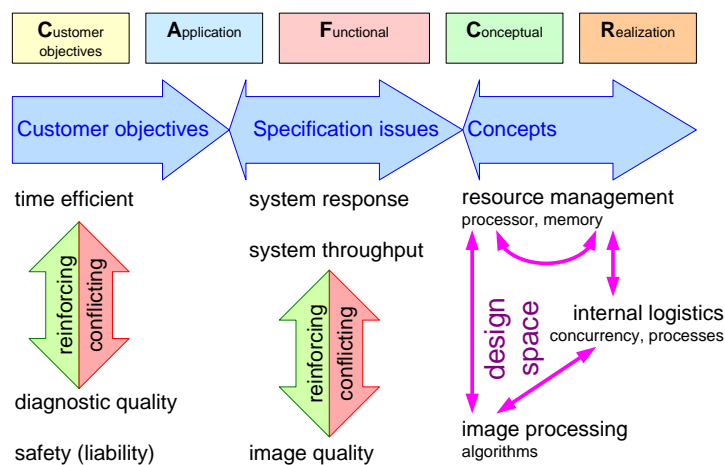 Customer
objectives
Application
Functional
Conceptual
Realization
Customer objectives
Specification issues
Concepts
time efficient
reinforcing
conflicting
diagnostic quality
safety (liability)
system response
system throughput
reinforcing
conflicting
image quality
resource management
processor, memory
design
space
internal logistics
concurrency, processes
image processing
algorithms